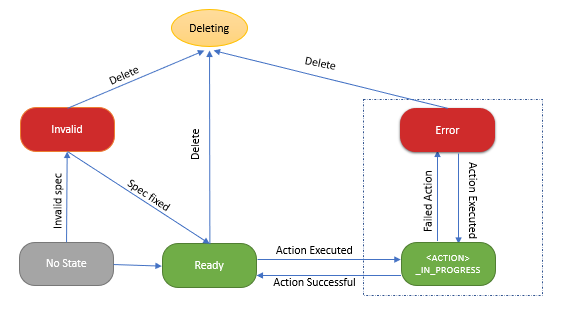 Deleting
Delete
Delete
Delete
Invalid
Error
Invalid spec
Spec fixed
Failed Action
Action Executed
No State
Ready
Action Executed
Action Successful
<ACTION>
_IN_PROGRESS